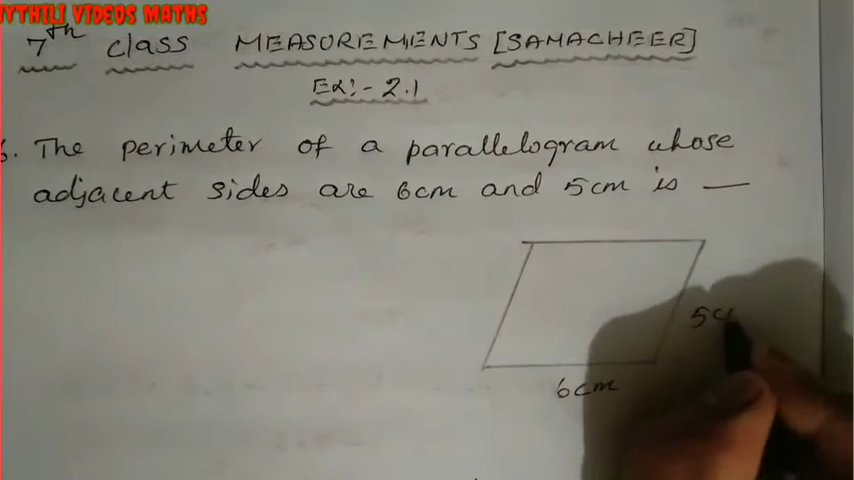 MYTHILI VIDEOS MATHS
7th class MEASUREMENTS [SAMACHEER]
Ex:- 2.1
The perimeter of a parallelogram whose
adjacent sides are 6cm and 5cm is —
6cm